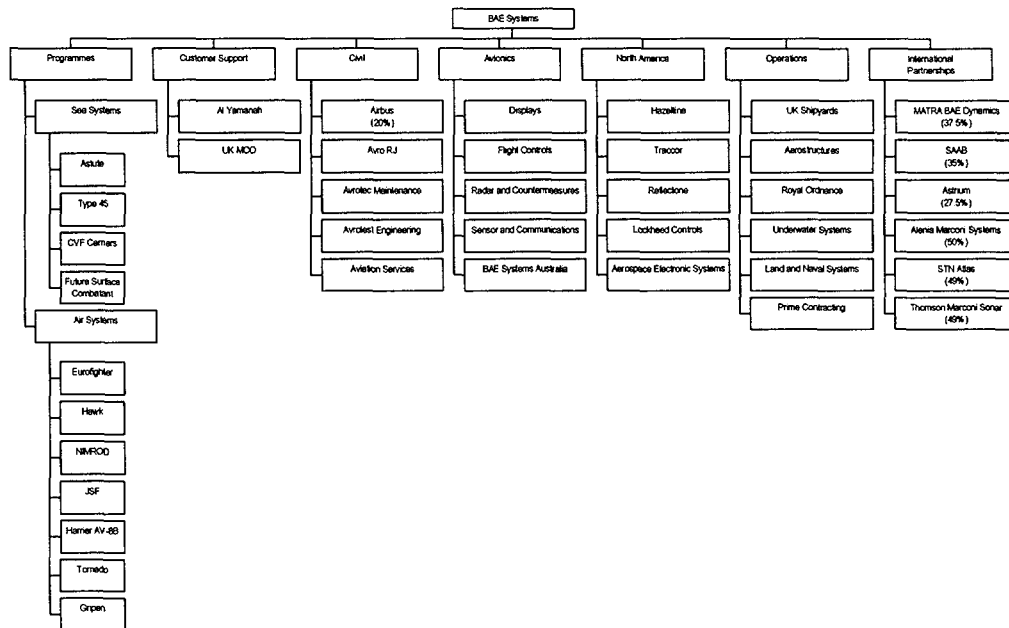 BAE Systems
Programmes
Customer Support
Civil
Avionics
North America
Operations
International
Partnerships
Sea Systems
Astute
Type 45
CVF Carriers
Future Surface
Combatant
Air Systems
Eurofighter
Hawk
NIMROD
JSF
Harrier AV-8B
Tornado
Gripen
Al Yamanah
UK MOD
Airbus
(20%)
Avro RJ
Avrotec Maintenance
Avrotest Engineering
Aviation Services
Displays
Flight Controls
Radar and Countermeasures
Sensor and Communications
BAE Systems Australia
Hazeltine
Traccor
Reflectone
Lockheed Controls
Aerospace Electronic Systems
UK Shipyards
Aerostructures
Royal Ordnance
Underwater Systems
Land and Naval Systems
Prime Contracting
MATRA BAE Dynamics
(37.5%)
SAAB
(35%)
Astrium
(27.5%)
Alenia Marconi Systems
(50%)
STN Atlas
(49%)
Thomson Marconi Sonar
(49%)